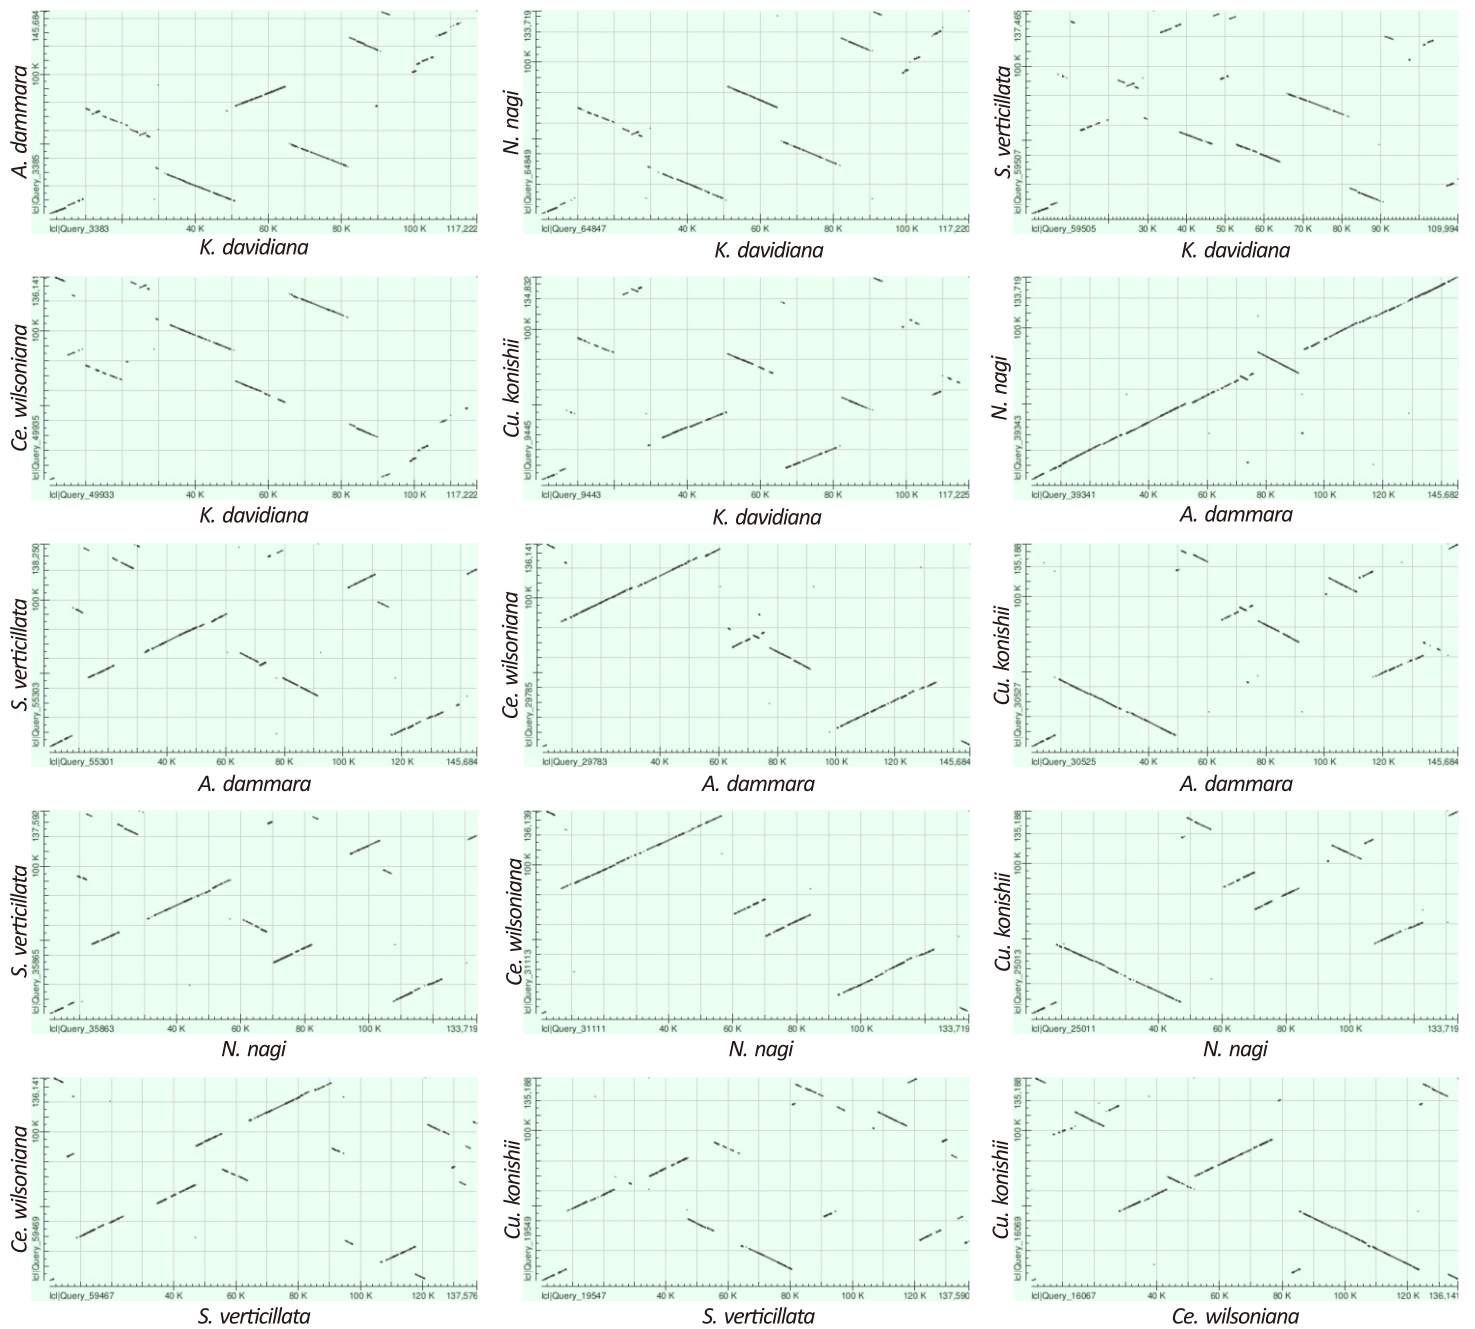 A. dammara
145,684
100 K
lcl|Query_3385
lcl|Query_3383
40 K
60 K
80 K
100 K
117,222
K. davidiana
N. nagi
133,719
100 K
lcl|Query_64849
lcl|Query_64847
40 K
60 K
80 K
100 K
117,220
K. davidiana
S. verticillata
137,465
100 K
lcl|Query_59507
lcl|Query_59505
30 K
40 K
50 K
60 K
70 K
80 K
90 K
109,994
K. davidiana
Ce. wilsoniana
136,141
100 K
lcl|Query_49935
lcl|Query_49933
40 K
60 K
80 K
100 K
117,222
K. davidiana
Cu. konishii
134,832
100 K
lcl|Query_9445
lcl|Query_9443
40 K
60 K
80 K
100 K
117,225
K. davidiana
N. nagi
133,719
100 K
lcl|Query_39343
lcl|Query_39341
40 K
60 K
80 K
100 K
120 K
145,682
A. dammara
S. verticillata
138,250
100 K
lcl|Query_55303
lcl|Query_55301
40 K
60 K
80 K
100 K
120 K
145,684
A. dammara
Ce. wilsoniana
136,141
100 K
lcl|Query_29785
lcl|Query_29783
40 K
60 K
80 K
100 K
120 K
145,684
A. dammara
Cu. konishii
135,188
100 K
lcl|Query_30527
lcl|Query_30525
40 K
60 K
80 K
100 K
120 K
145,684
A. dammara
S. verticillata
137,592
100 K
lcl|Query_35865
lcl|Query_35863
40 K
60 K
80 K
100 K
133,719
N. nagi
Ce. wilsoniana
136,139
100 K
lcl|Query_31113
lcl|Query_31111
40 K
60 K
80 K
100 K
133,719
N. nagi
Cu. konishii
135,188
100 K
lcl|Query_25013
lcl|Query_25011
40 K
60 K
80 K
100 K
133,719
N. nagi
Ce. wilsoniana
136,141
100 K
lcl|Query_59469
lcl|Query_59467
40 K
60 K
80 K
100 K
120 K
137,576
S. verticillata
Cu. konishii
135,188
100 K
lcl|Query_19549
lcl|Query_19547
40 K
60 K
80 K
100 K
120 K
137,590
S. verticillata
Cu. konishii
135,188
100 K
lcl|Query_16069
lcl|Query_16067
40 K
60 K
80 K
100 K
120 K
136,141
Ce. wilsoniana